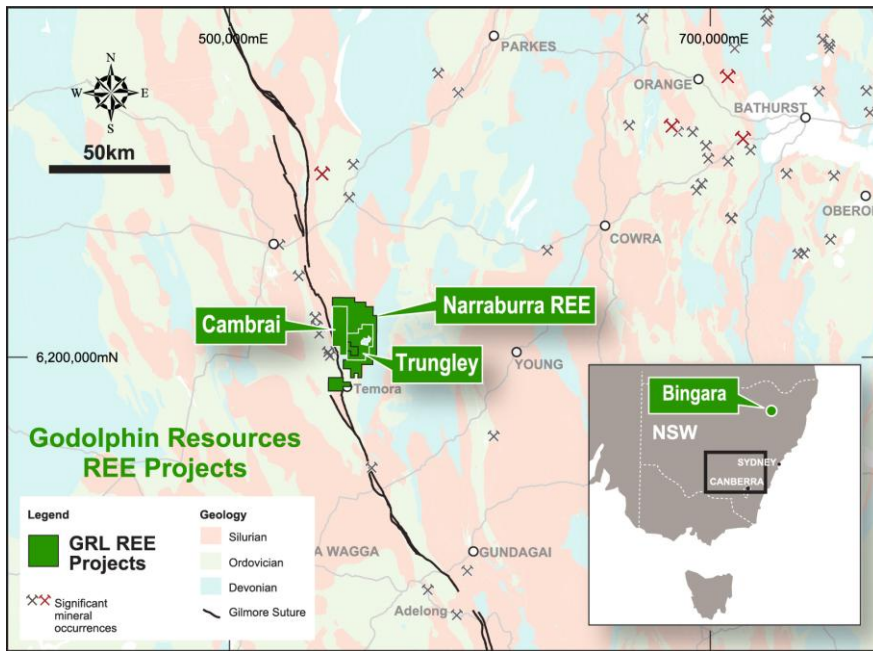 500,000mE
700,000mE
PARKES
N
W E
S
ORANGE
BATHURST
50km
OBERON
COWRA
Cambrai
Narraburra REE
6,200,000mN
Trungley
YOUNG
Temora
Bingara
NSW
SYDNEY
CANBERRA
Godolphin Resources
REE Projects
Legend
GRL REE
Projects
Significant
mineral
occurrences
Geology
Silurian
Ordovician
Devonian
Gilmore Suture
A WAGGA
GUNDAGAI
Adelong